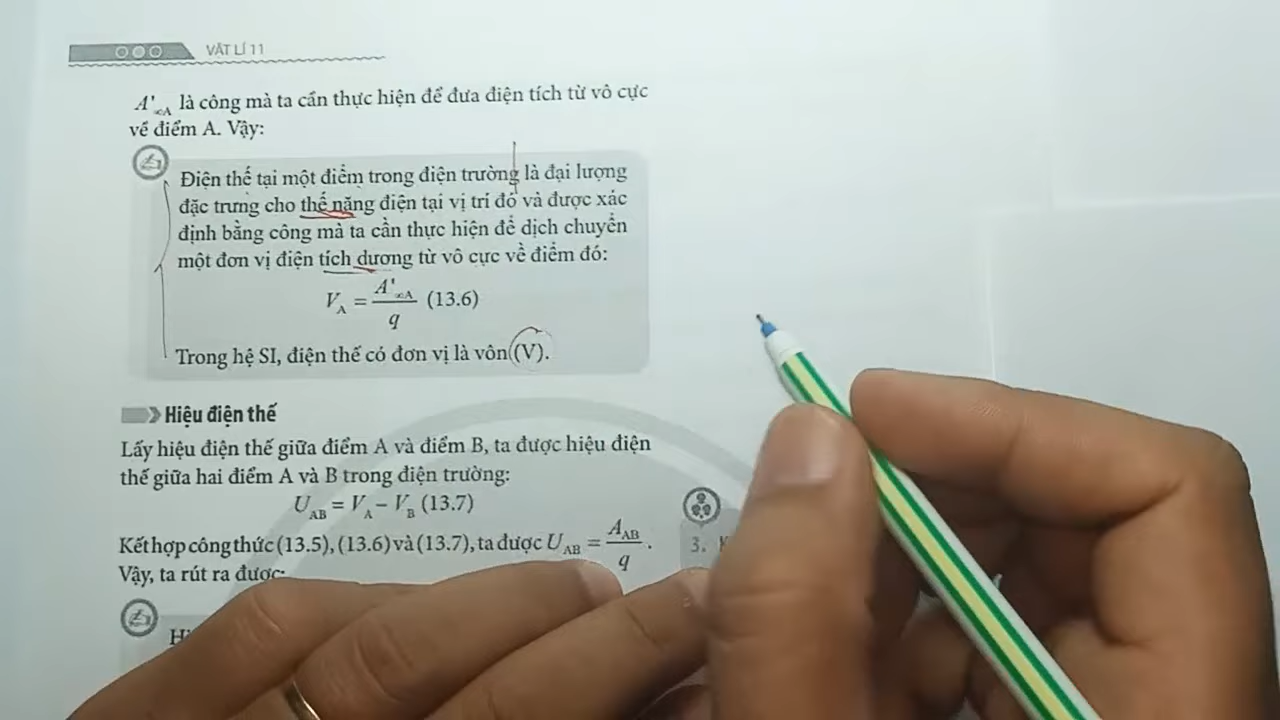 VẬT LÍ 11
A'∞A là công mà ta cần thực hiện để đưa điện tích từ vô cực
về điểm A. Vậy:
Điện thế tại một điểm trong điện trường là đại lượng
đặc trưng cho thế năng điện tại vị trí đó và được xác
định bằng công mà ta cần thực hiện để dịch chuyển
một đơn vị điện tích dương từ vô cực về điểm đó:
V_A = A'∞A / q (13.6)
Trong hệ SI, điện thế có đơn vị là vôn (V).
Hiệu điện thế
Lấy hiệu điện thế giữa điểm A và điểm B, ta được hiệu điện
thế giữa hai điểm A và B trong điện trường:
U_AB = V_A – V_B (13.7)
Kết hợp công thức (13.5), (13.6) và (13.7), ta được U_AB = A_AB / q .
Vậy, ta rút ra được:
3.